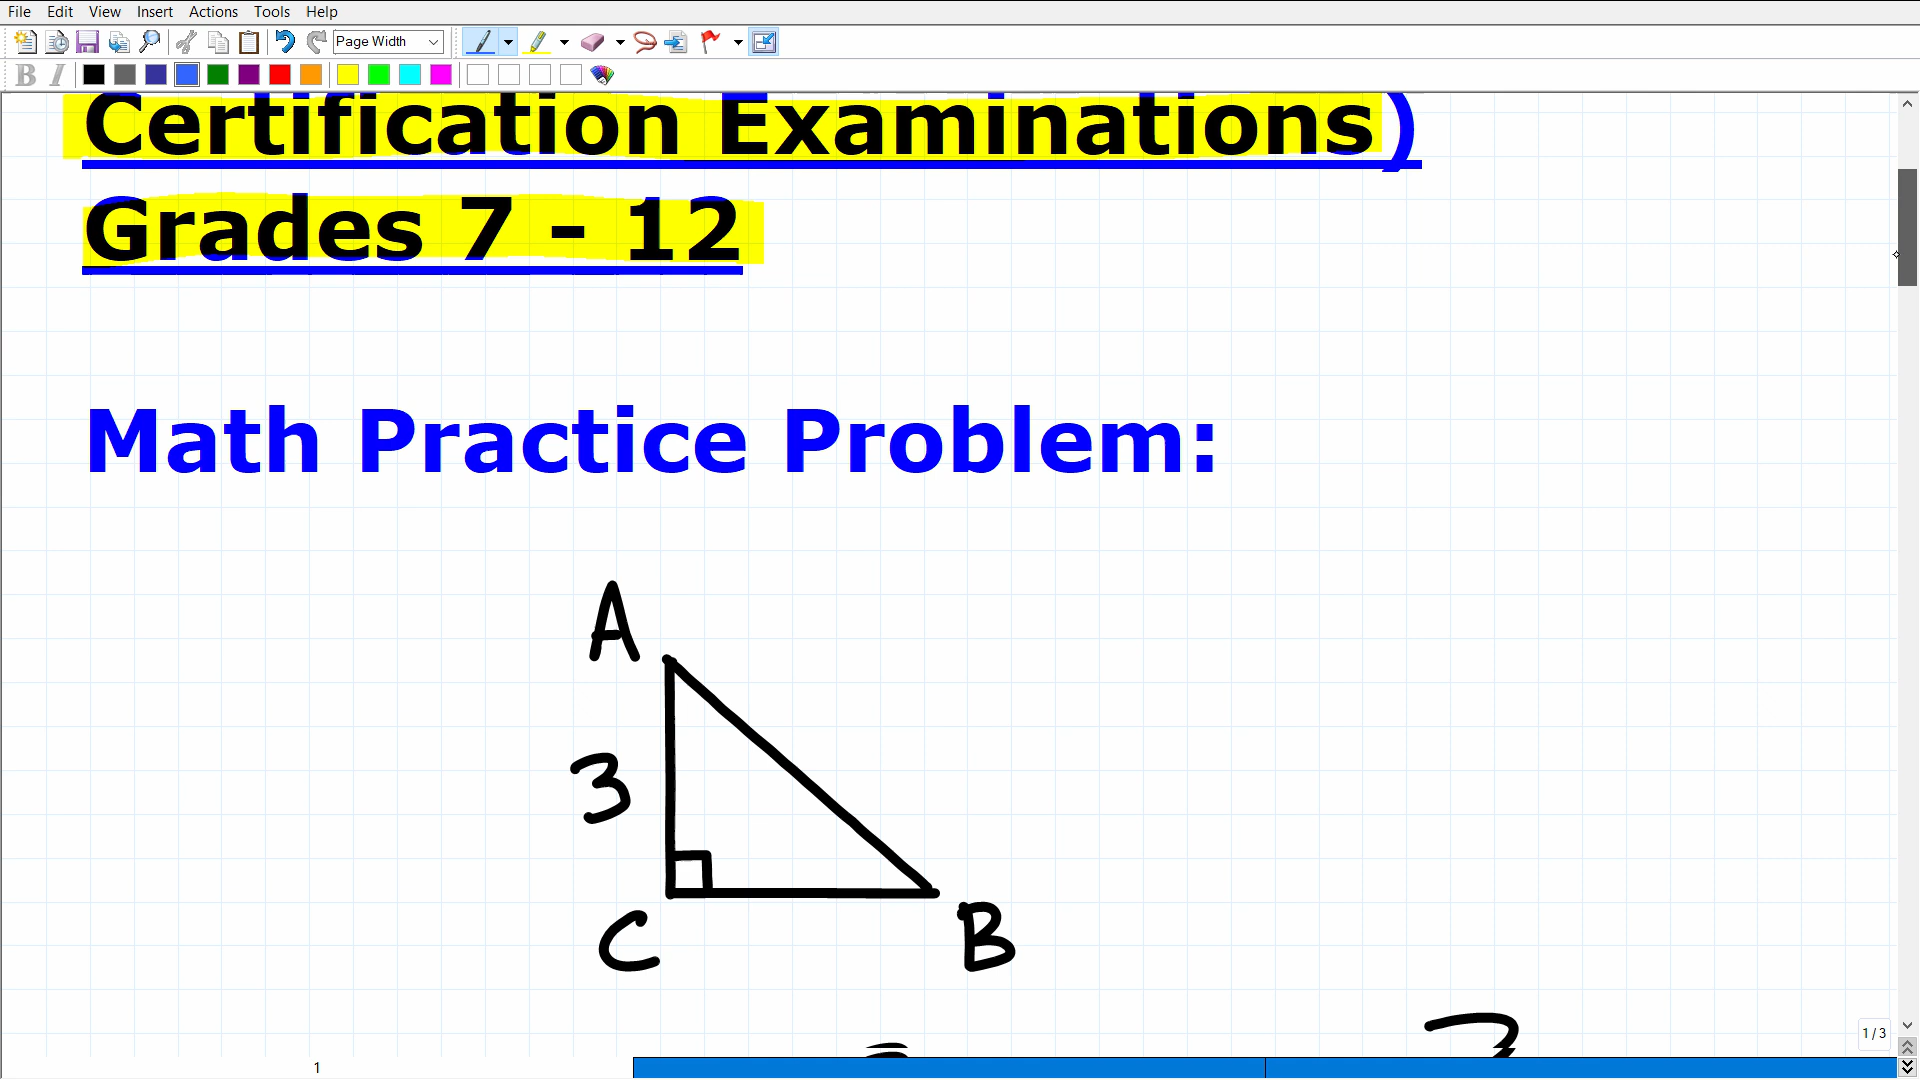 File Edit View Insert Actions Tools Help
Page Width
B I
Certification Examinations)
Grades 7 - 12
Math Practice Problem:
A
3
C
B
1 / 3
1